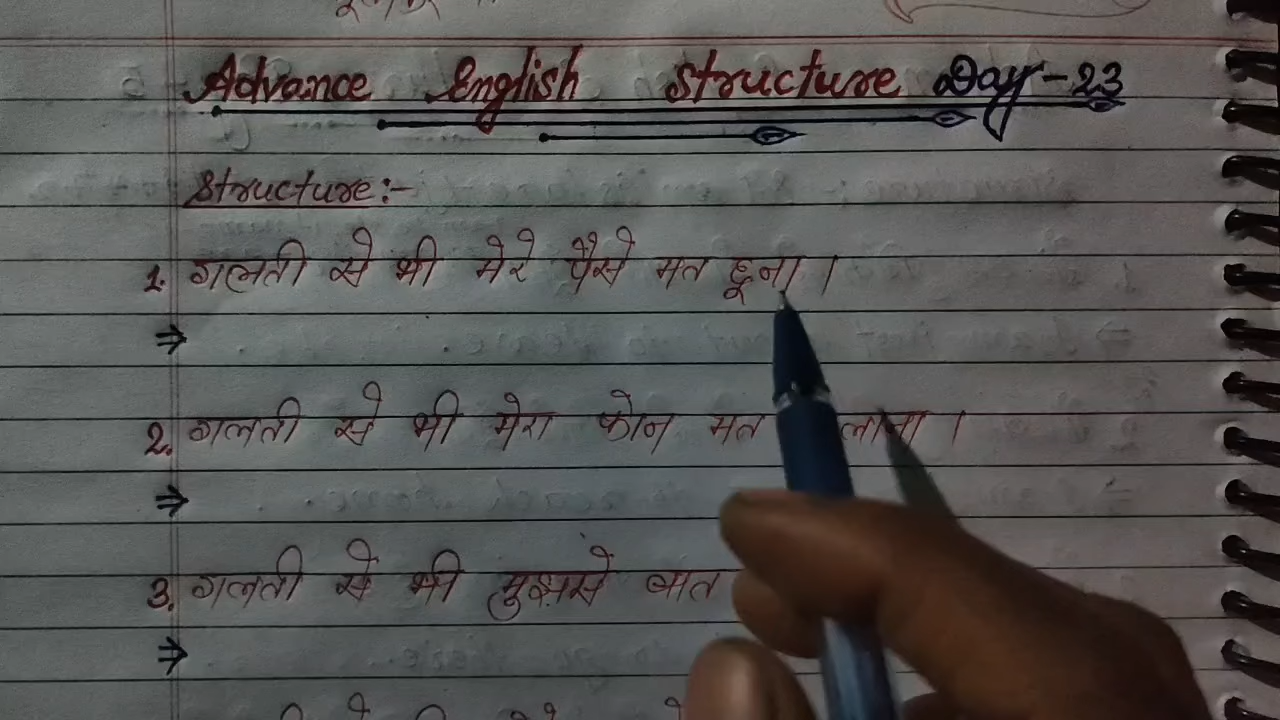 Advance English Structure Day-23
Structure:-
1. गलती से भी मेरे पैसे मत छूना।
⇒
2. गलती से भी मेरा फोन मत
⇒
3. गलती से भी मुझसे बात
⇒